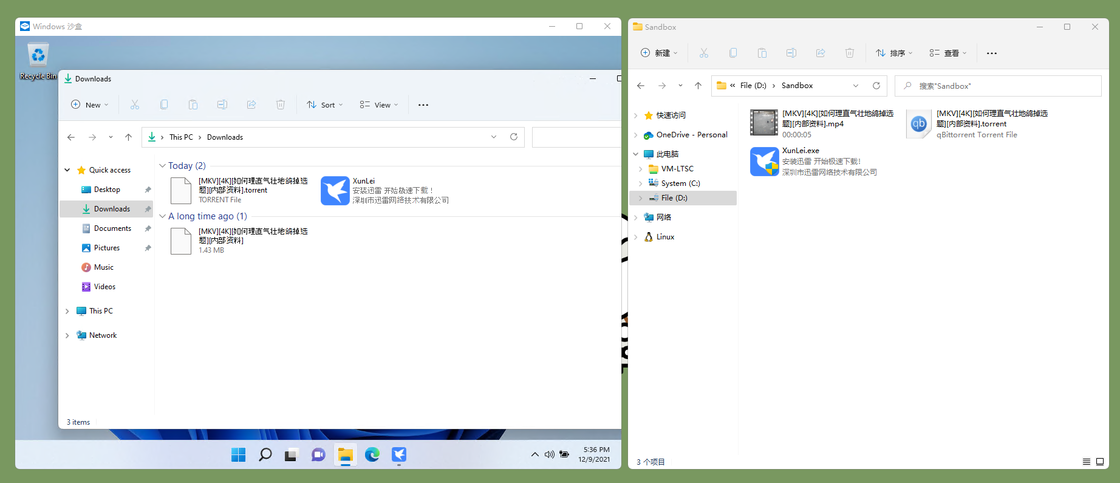 Windows 沙盒
Recycle Bin
Downloads
New
Sort
View
This PC
Downloads
Quick access
Desktop
Downloads
Documents
Pictures
Music
Videos
This PC
Network
Today (2)
[MKV][4K][如何理直气壮地鸽掉选
题][内部资料].torrent
TORRENT File
XunLei
安装迅雷 开始极速下载！
深圳市迅雷网络技术有限公司
A long time ago (1)
[MKV][4K][如何理直气壮地鸽掉选
题][内部资料]
1.43 MB
3 items
5:36 PM
12/9/2021
Sandbox
新建
排序
查看
File (D:)
Sandbox
搜索"Sandbox"
快速访问
OneDrive - Personal
此电脑
VM-LTSC
System (C:)
File (D:)
网络
Linux
[MKV][4K][如何理直气壮地鸽掉选
题][内部资料].mp4
00:00:05
[MKV][4K][如何理直气壮地鸽掉选
题][内部资料].torrent
qBittorrent Torrent File
qb
XunLei.exe
安装迅雷 开始极速下载！
深圳市迅雷网络技术有限公司
3 个项目